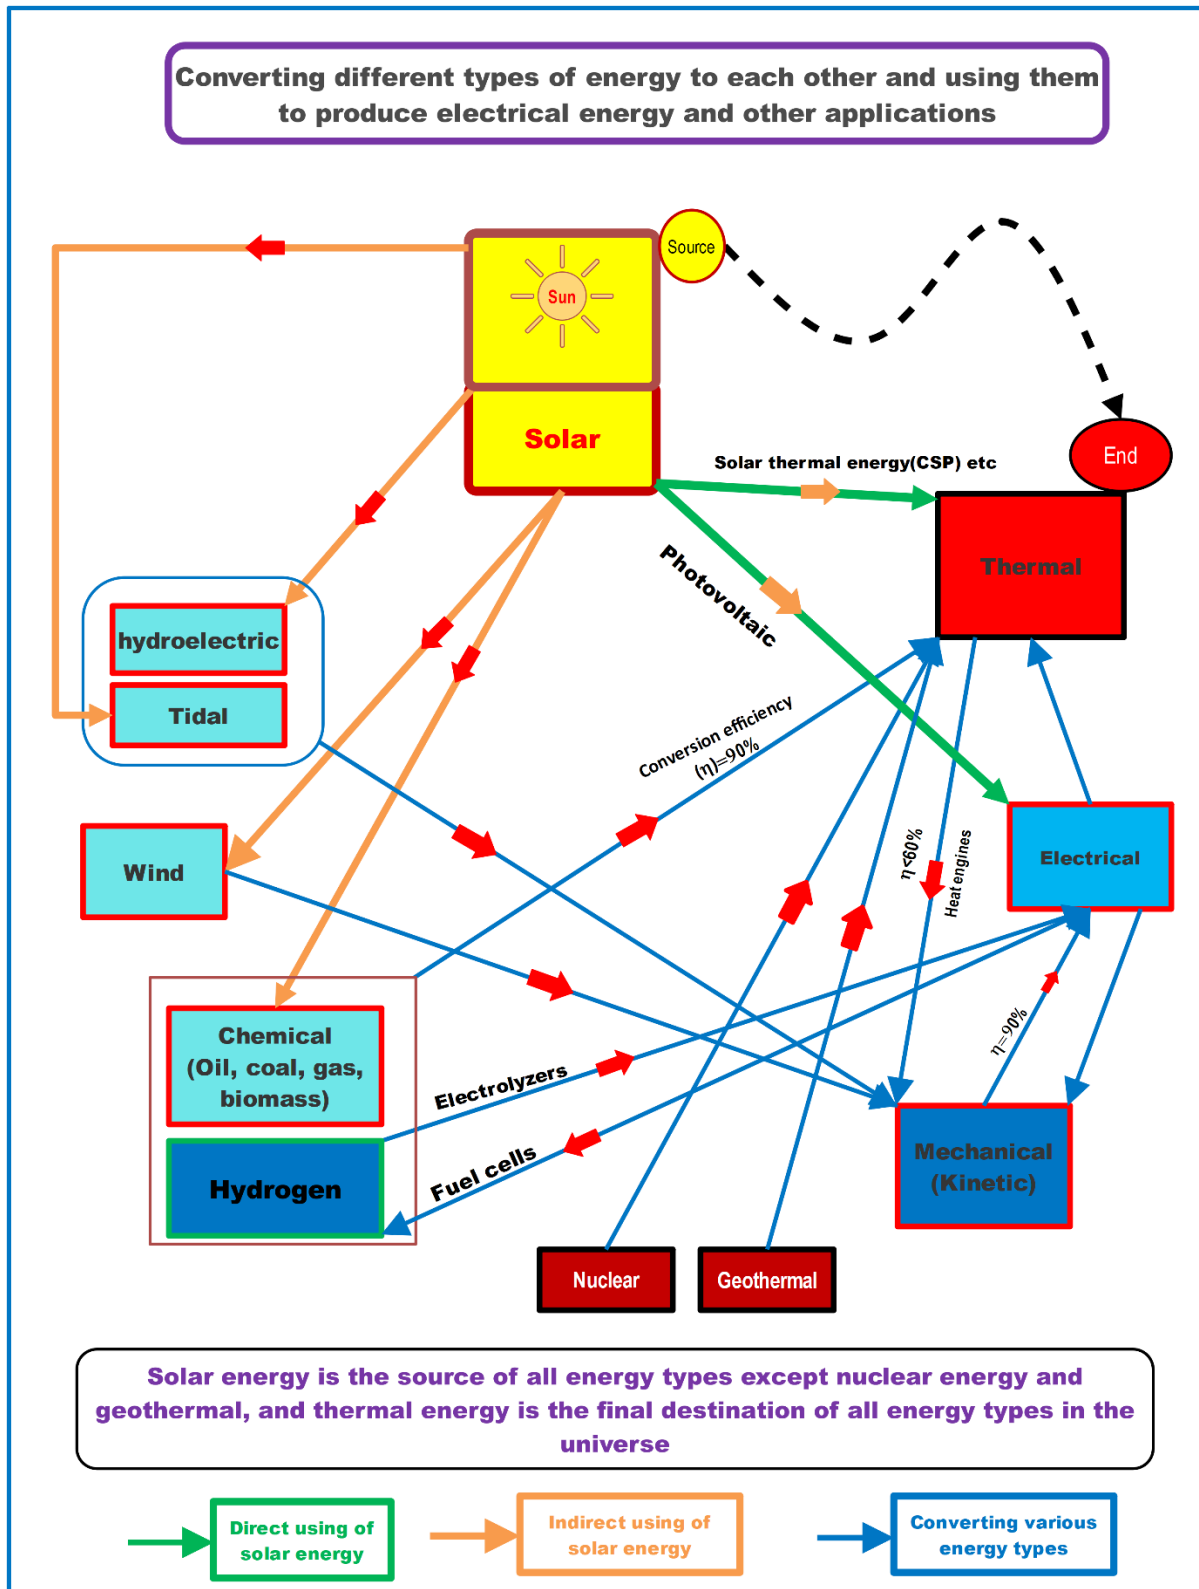 Converting different types of energy to each other and using them
to produce electrical energy and other applications
Source
Sun
Solar
End
Solar thermal energy(CSP) etc
Thermal
Photovoltaic
hydroelectric
Tidal
Conversion efficiency
(η)=90%
Wind
η<60%
Heat engines
Electrical
Chemical
(Oil, coal, gas,
biomass)
Electrolyzers
η=90%
Hydrogen
Fuel cells
Mechanical
(Kinetic)
Nuclear
Geothermal
Solar energy is the source of all energy types except nuclear energy and
geothermal, and thermal energy is the final destination of all energy types in the
universe
Direct using of
solar energy
Indirect using of
solar energy
Converting various
energy types